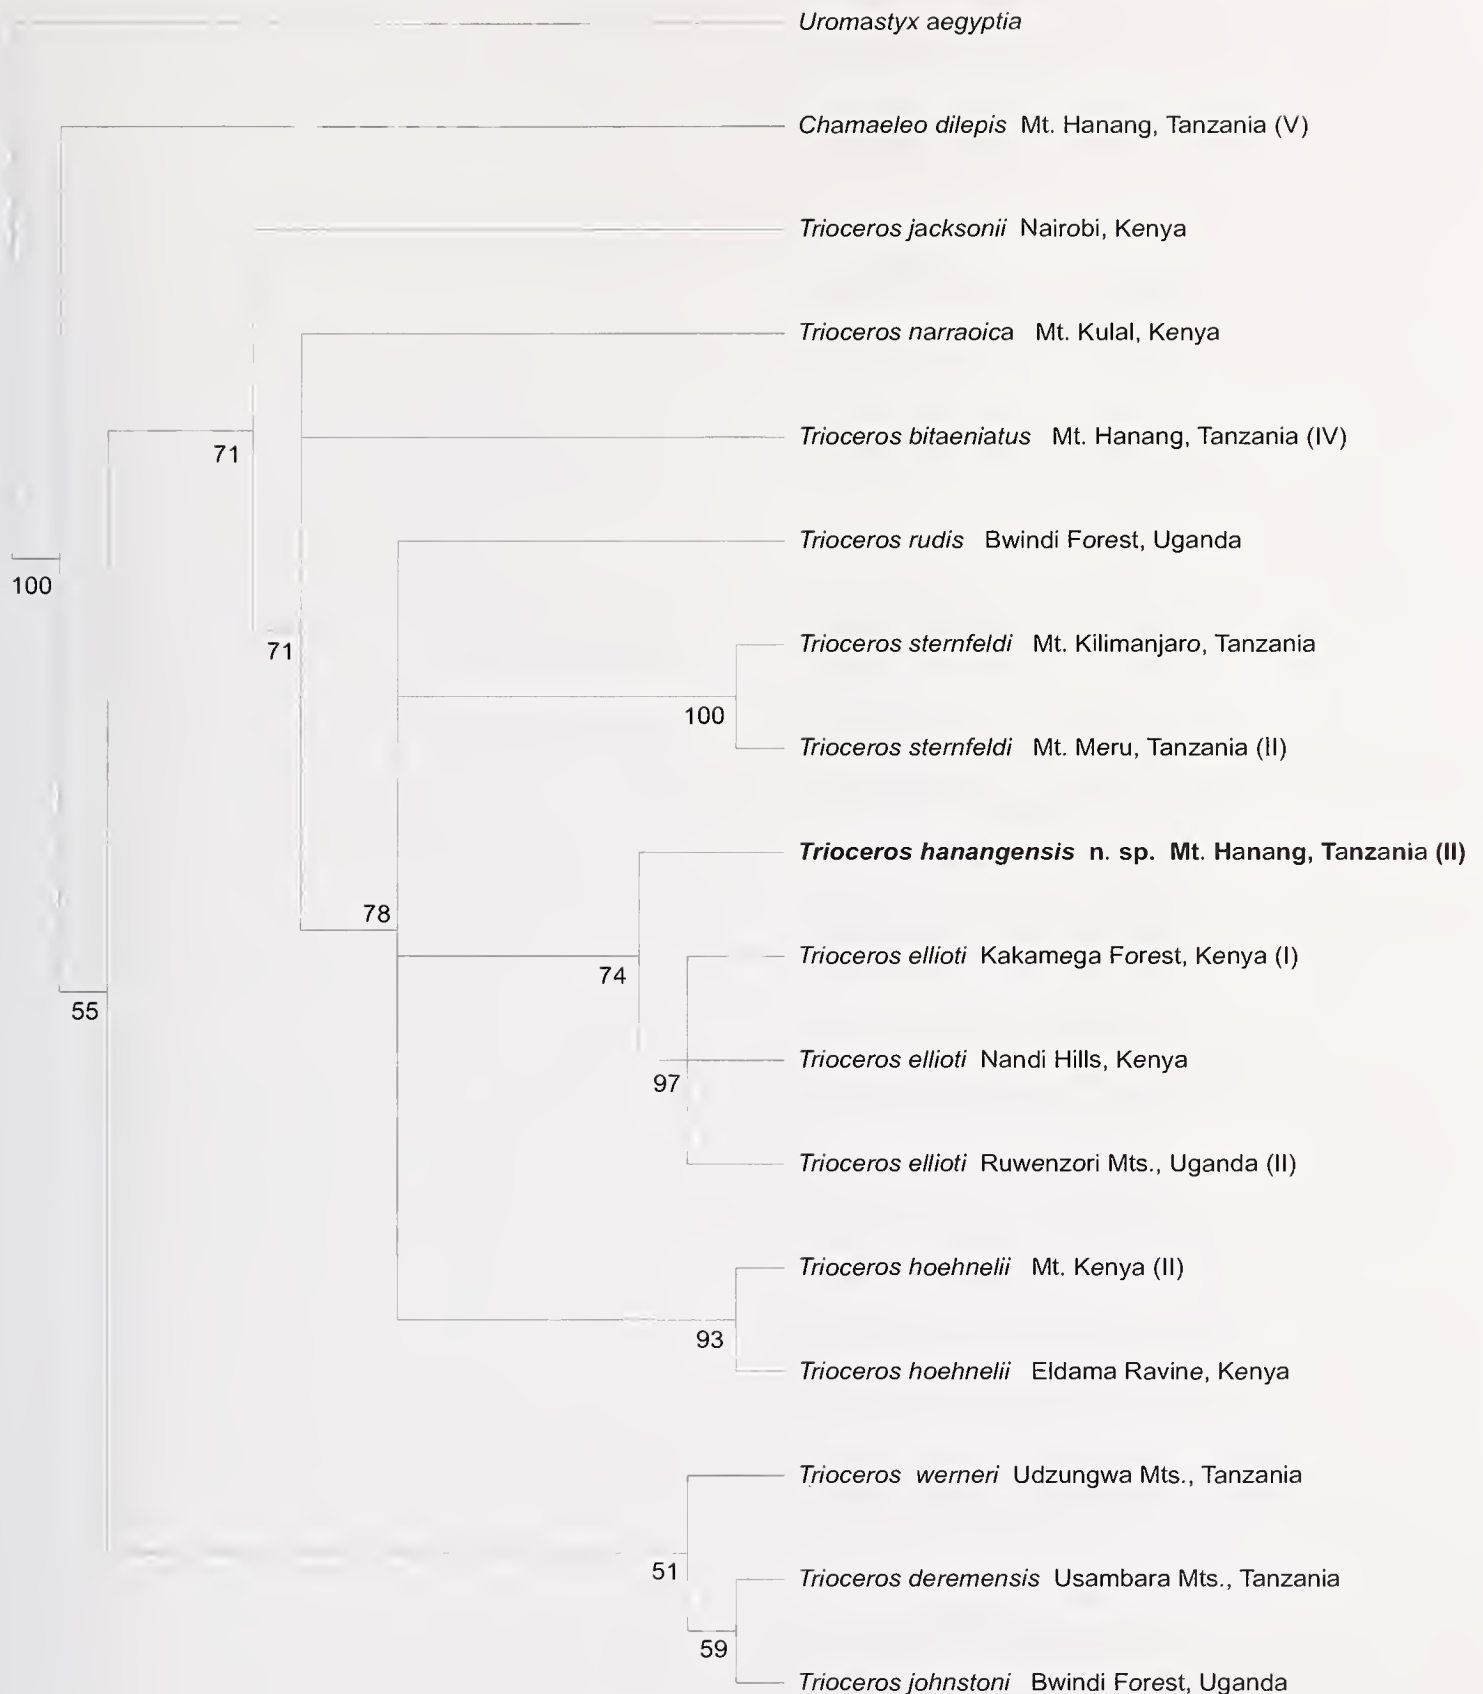 Uromastyx aegyptia
Chamaeleo dilepis Mt. Hanang, Tanzania (V)
Trioceros jacksonii Nairobi, Kenya
Trioceros narraoica Mt. Kulal, Kenya
71
Trioceros bitaeniatus Mt. Hanang, Tanzania (IV)
Trioceros rudis Bwindi Forest, Uganda
100
71
Trioceros sternfeldi Mt. Kilimanjaro, Tanzania
100
Trioceros sternfeldi Mt. Meru, Tanzania (II)
Trioceros hanangensis n. sp. Mt. Hanang, Tanzania (II)
78
Trioceros ellioti Kakamega Forest, Kenya (I)
74
55
Trioceros ellioti Nandi Hills, Kenya
97
Trioceros ellioti Ruwenzori Mts., Uganda (II)
Trioceros hoehnelii Mt. Kenya (II)
93
Trioceros hoehnelii Eldama Ravine, Kenya
Trioceros werneri Udzungwa Mts., Tanzania
51
Trioceros deremensis Usambara Mts., Tanzania
59
Trioceros johnstoni Bwindi Forest, Uganda